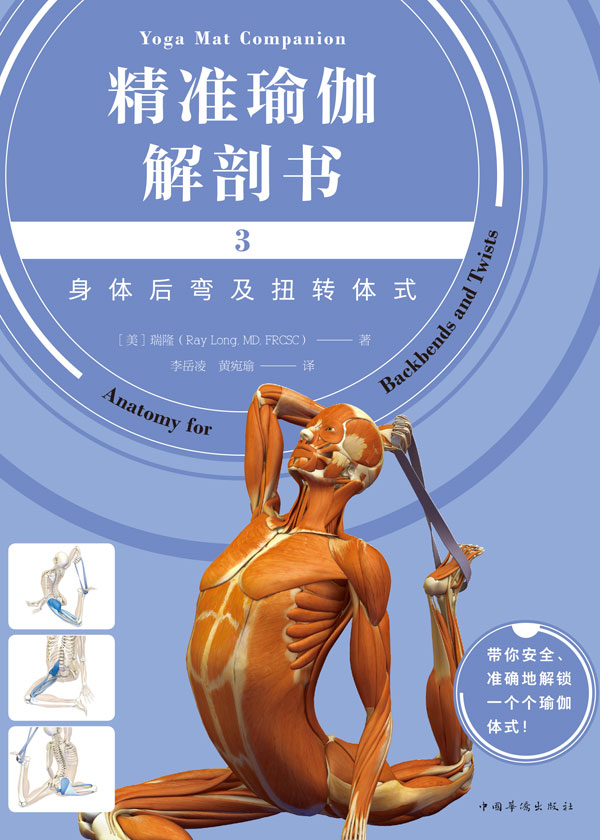 Yoga Mat Companion
精准瑜伽
解剖书
3
身体后弯及扭转体式
[美] 瑞隆 (Ray Long, MD, FRCSC) —— 著
李岳凌 黄宛瑜 —— 译
Anatomy for
Backbends and Twists
带你安全、
准确地解锁
一个个瑜伽
体式!
中国华侨出版社